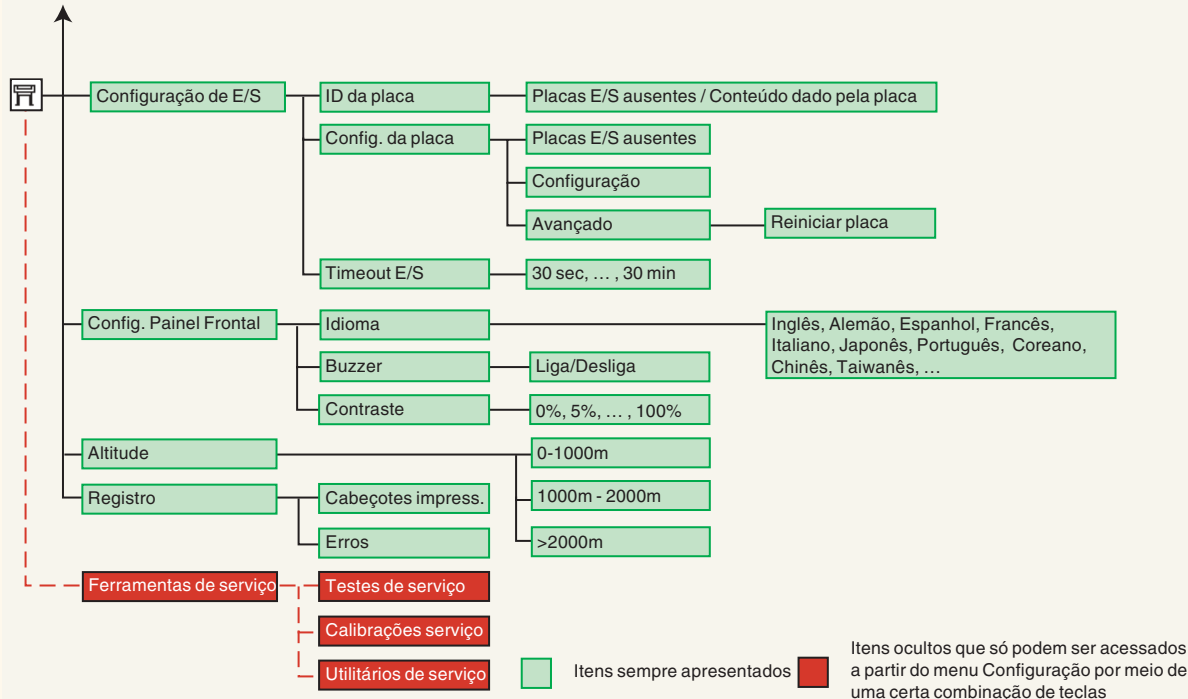 Configuração de E/S
ID da placa
Placas E/S ausentes / Conteúdo dado pela placa
Config. da placa
Placas E/S ausentes
Configuração
Avançado
Reiniciar placa
Timeout E/S
30 sec, ... , 30 min
Config. Painel Frontal
Idioma
Inglês, Alemão, Espanhol, Francês,
Italiano, Japonês, Português, Coreano,
Chinês, Taiwanês, ...
Buzzer
Liga/Desliga
Contraste
0%, 5%, ... , 100%
Altitude
0-1000m
1000m - 2000m
>2000m
Registro
Cabeçotes impress.
Erros
Ferramentas de serviço
Testes de serviço
Calibrações serviço
Utilitários de serviço
Itens sempre apresentados
Itens ocultos que só podem ser acessados
a partir do menu Configuração por meio de
uma certa combinação de teclas